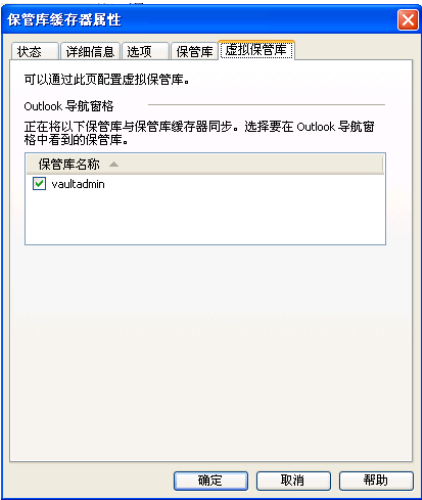 保管库缓存器属性
状态 详细信息 选项 保管库 虚拟保管库
可以通过此页配置虚拟保管库。
Outlook 导航窗格
正在将以下保管库与保管库缓存器同步。选择要在 Outlook 导航窗
格中看到的保管库。
保管库名称
vaultadmin
确定 取消 帮助